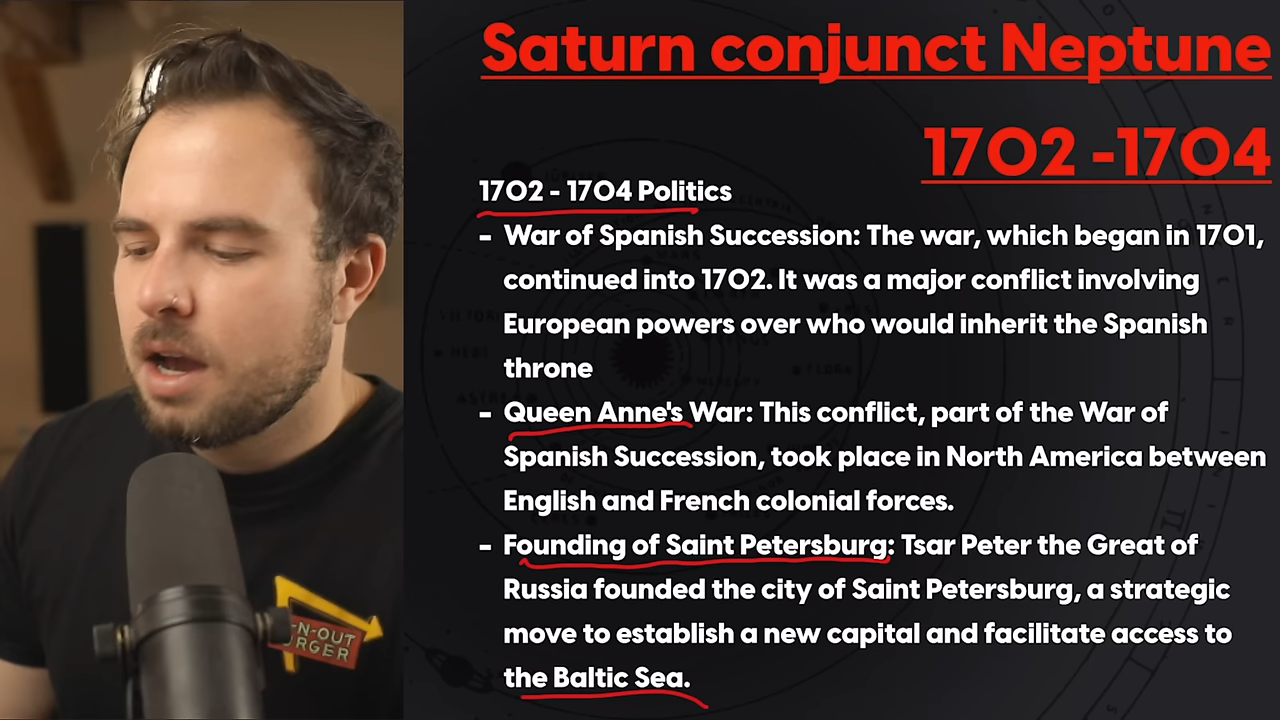 Saturn conjunct Neptune
1702 -1704
1702 - 1704 Politics
- War of Spanish Succession: The war, which began in 1701,
continued into 1702. It was a major conflict involving
European powers over who would inherit the Spanish
throne
- Queen Anne's War: This conflict, part of the War of
Spanish Succession, took place in North America between
English and French colonial forces.
- Founding of Saint Petersburg: Tsar Peter the Great of
Russia founded the city of Saint Petersburg, a strategic
move to establish a new capital and facilitate access to
the Baltic Sea.
N-OUT
URGER
FLORA
HEBE